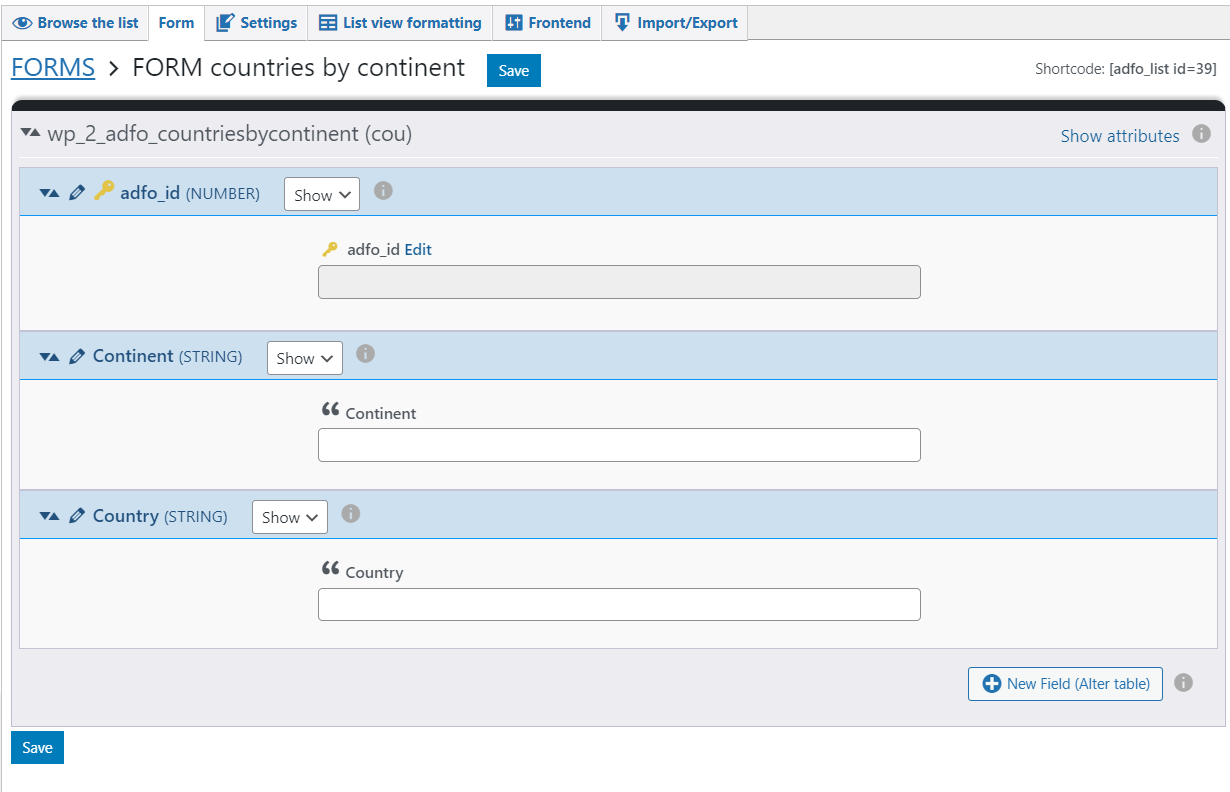 Browse the list Form Settings List view formatting Frontend Import/Export
FORMS > FORM countries by continent Save Shortcode: [adfo_list id=39]
wp_2_adfo_countriesbycontinent (cou) Show attributes
adfo_id (NUMBER) Show
adfo_id Edit
Continent (STRING) Show
Continent
Country (STRING) Show
Country
New Field (Alter table)
Save